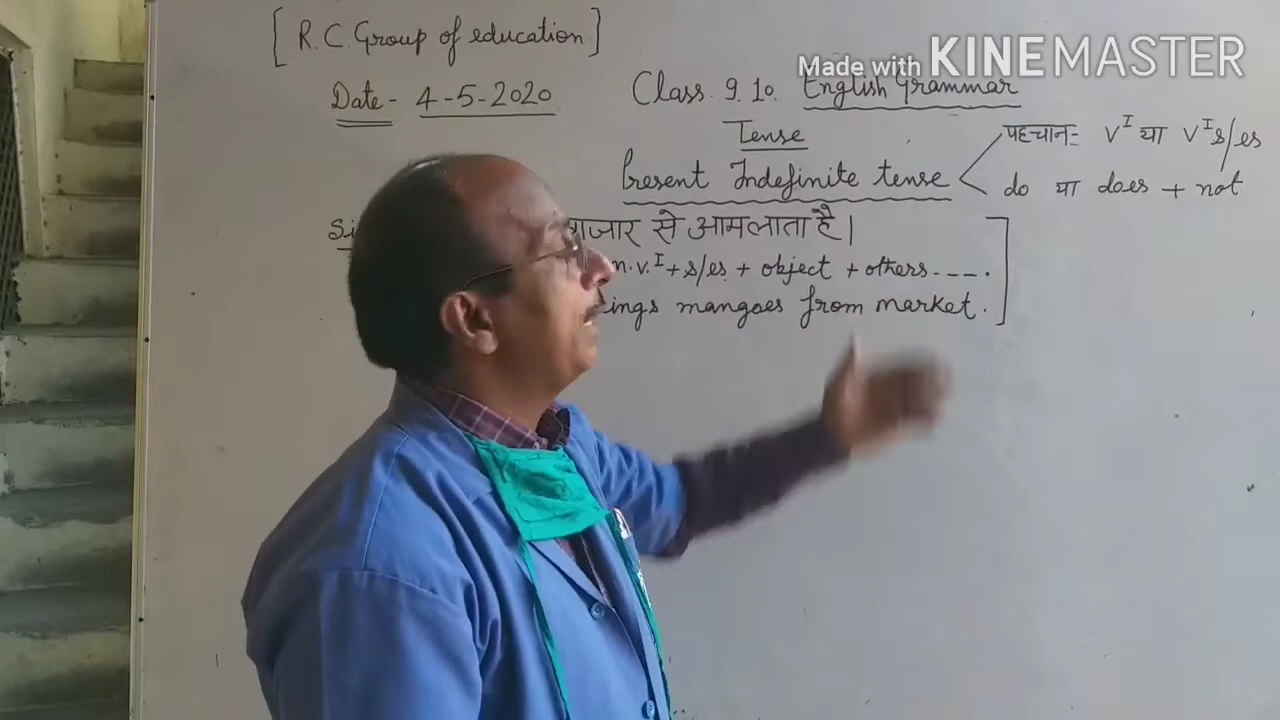 [ R.C. Group of education ]
Made with KINEMASTER
Date - 4-5-2020
Class. 9. 10. English Grammar
Tense
Present Indefinite tense
पहचान:- V^I या V^I s/es
do या does + not
बाजार से आमलाता है।
n. v.^I + s/es + object + others ----.
ings mangoes from market.